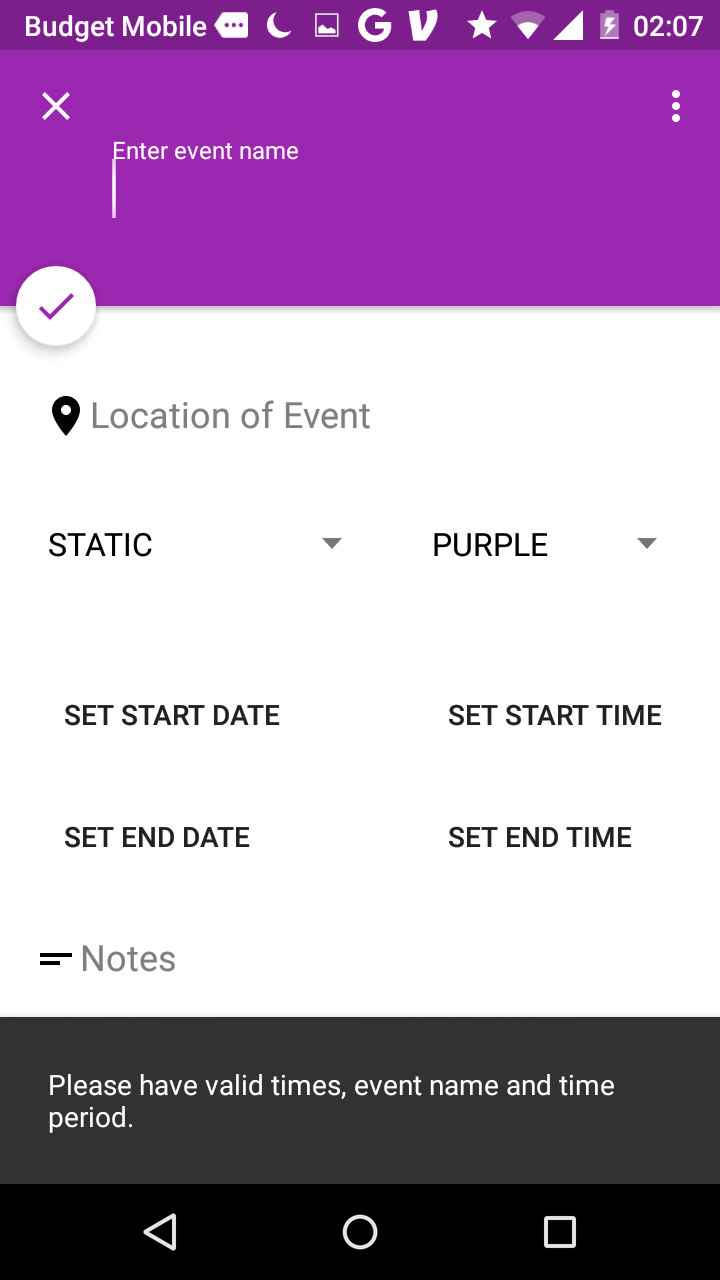 Budget Mobile 02:07
Enter event name
Location of Event
STATIC PURPLE
SET START DATE SET START TIME
SET END DATE SET END TIME
Notes
Please have valid times, event name and time
period.